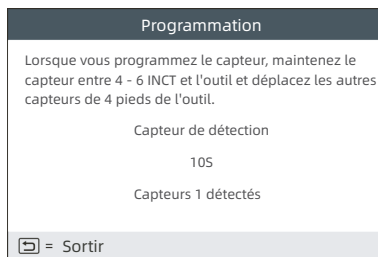 Programmation
Lorsque vous programmez le capteur, maintenez le
capteur entre 4 - 6 INCT et l'outil et déplacez les autres
capteurs de 4 pieds de l'outil.
Capteur de détection
10S
Capteurs 1 détectés
= Sortir